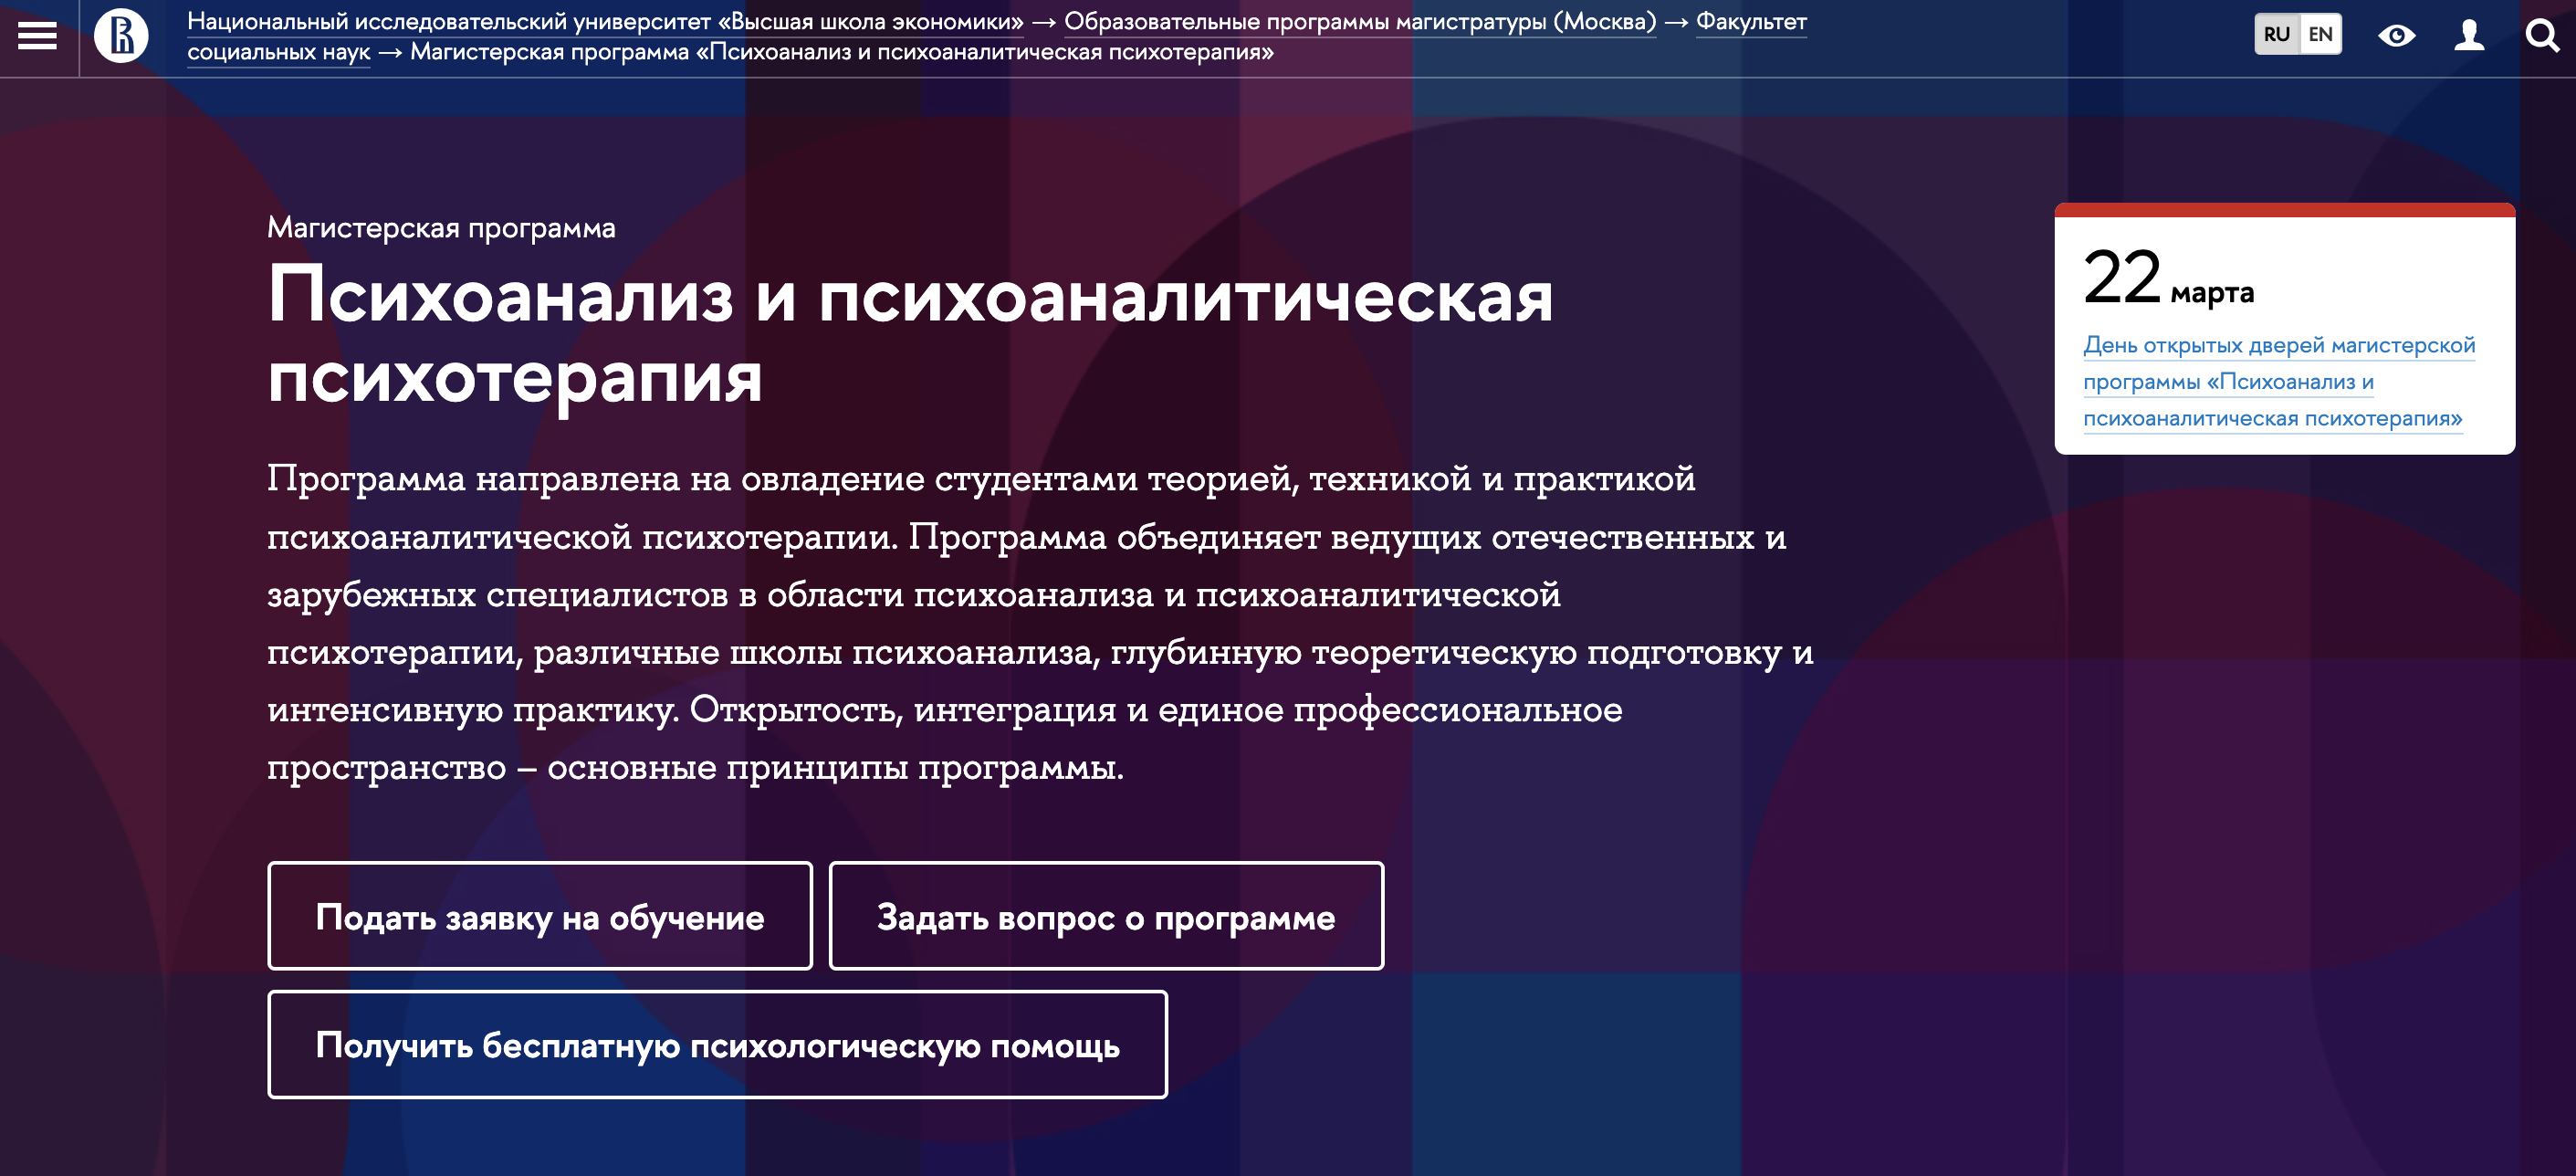 Национальный исследовательский университет «Высшая школа экономики» → Образовательные программы магистратуры (Москва) → Факультет
социальных наук → Магистерская программа «Психоанализ и психоаналитическая психотерапия»
RU EN
Магистерская программа
Психоанализ и психоаналитическая
психотерапия
Программа направлена на овладение студентами теорией, техникой и практикой
психоаналитической психотерапии. Программа объединяет ведущих отечественных и
зарубежных специалистов в области психоанализа и психоаналитической
психотерапии, различные школы психоанализа, глубинную теоретическую подготовку и
интенсивную практику. Открытость, интеграция и единое профессиональное
пространство – основные принципы программы.
Подать заявку на обучение
Задать вопрос о программе
Получить бесплатную психологическую помощь
22 марта
День открытых дверей магистерской
программы «Психоанализ и
психоаналитическая психотерапия»